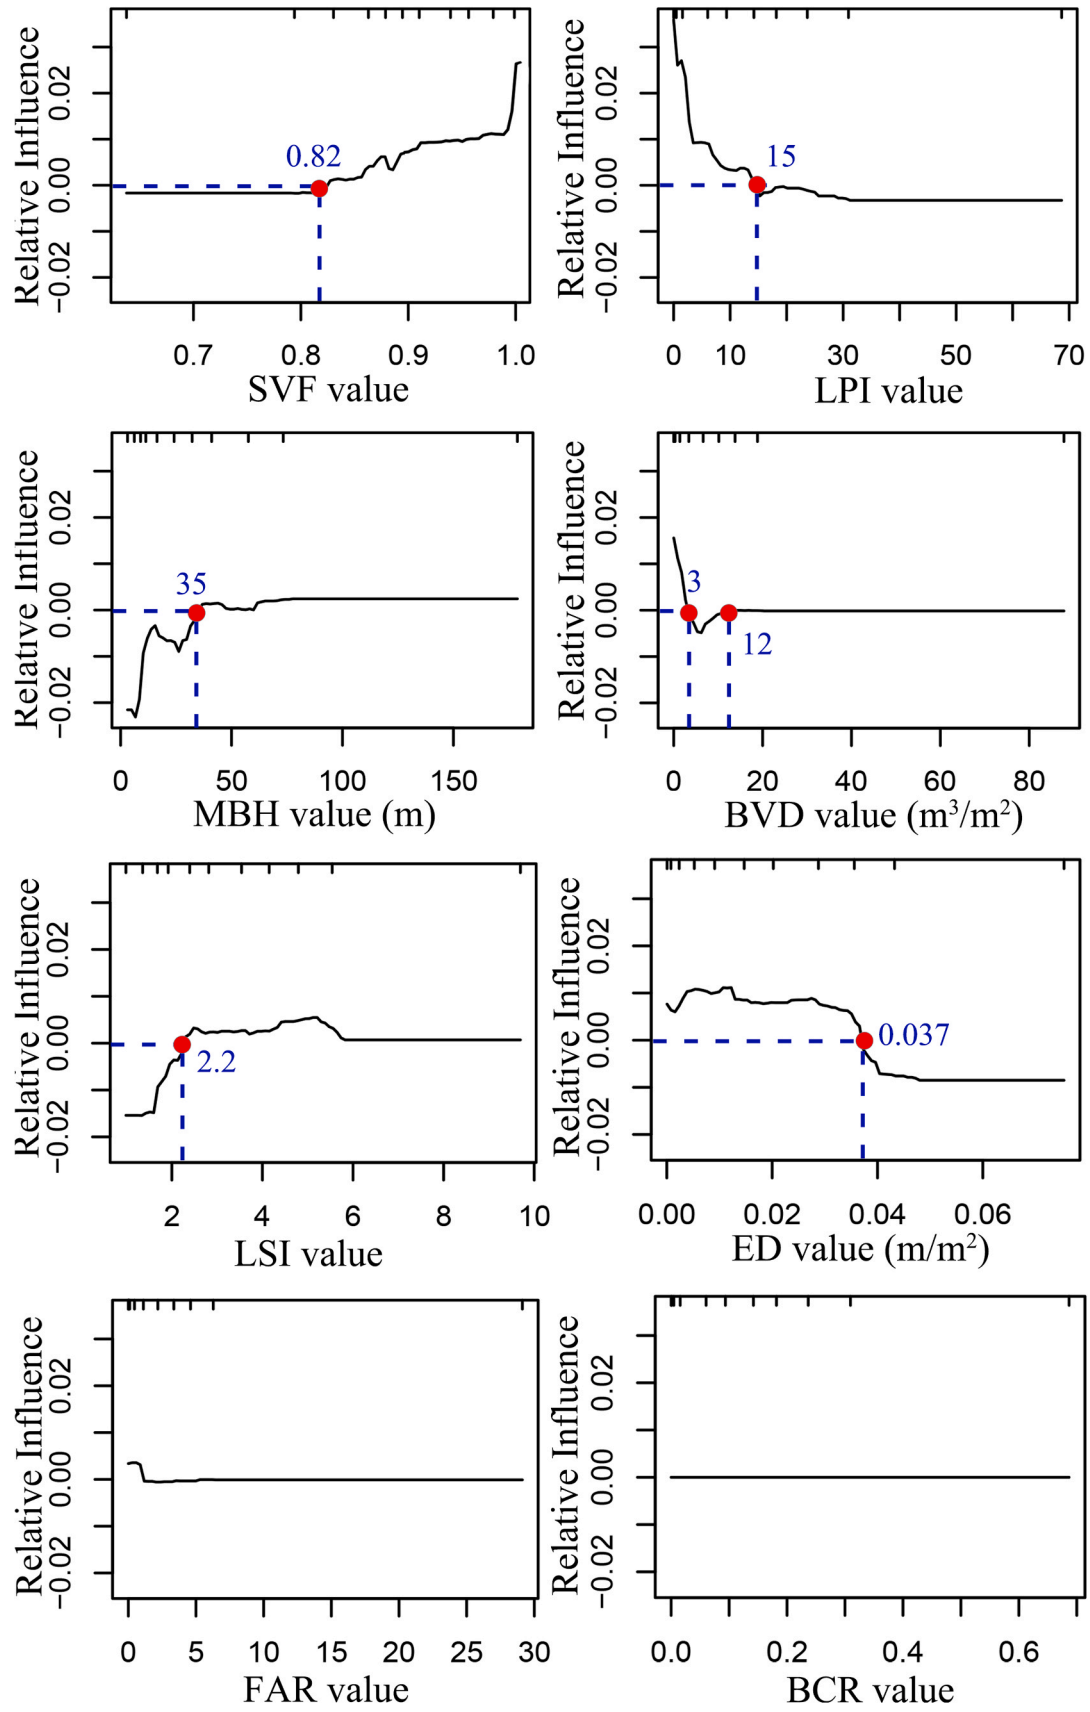 Relative Influence
−0.02 0.00 0.02
0.82
0.7 0.8 0.9 1.0
SVF value
Relative Influence
−0.02 0.00 0.02
15
0 10 30 50 70
LPI value
Relative Influence
−0.02 0.00 0.02
35
0 50 100 150
MBH value (m)
Relative Influence
−0.02 0.00 0.02
3
12
0 20 40 60 80
BVD value (m³/m²)
Relative Influence
−0.02 0.00 0.02
2.2
2 4 6 8 10
LSI value
Relative Influence
−0.02 0.00 0.02
0.037
0.00 0.02 0.04 0.06
ED value (m/m²)
Relative Influence
−0.02 0.00 0.02
0 5 10 15 20 25 30
FAR value
Relative Influence
−0.02 0.00 0.02
0.0 0.2 0.4 0.6
BCR value